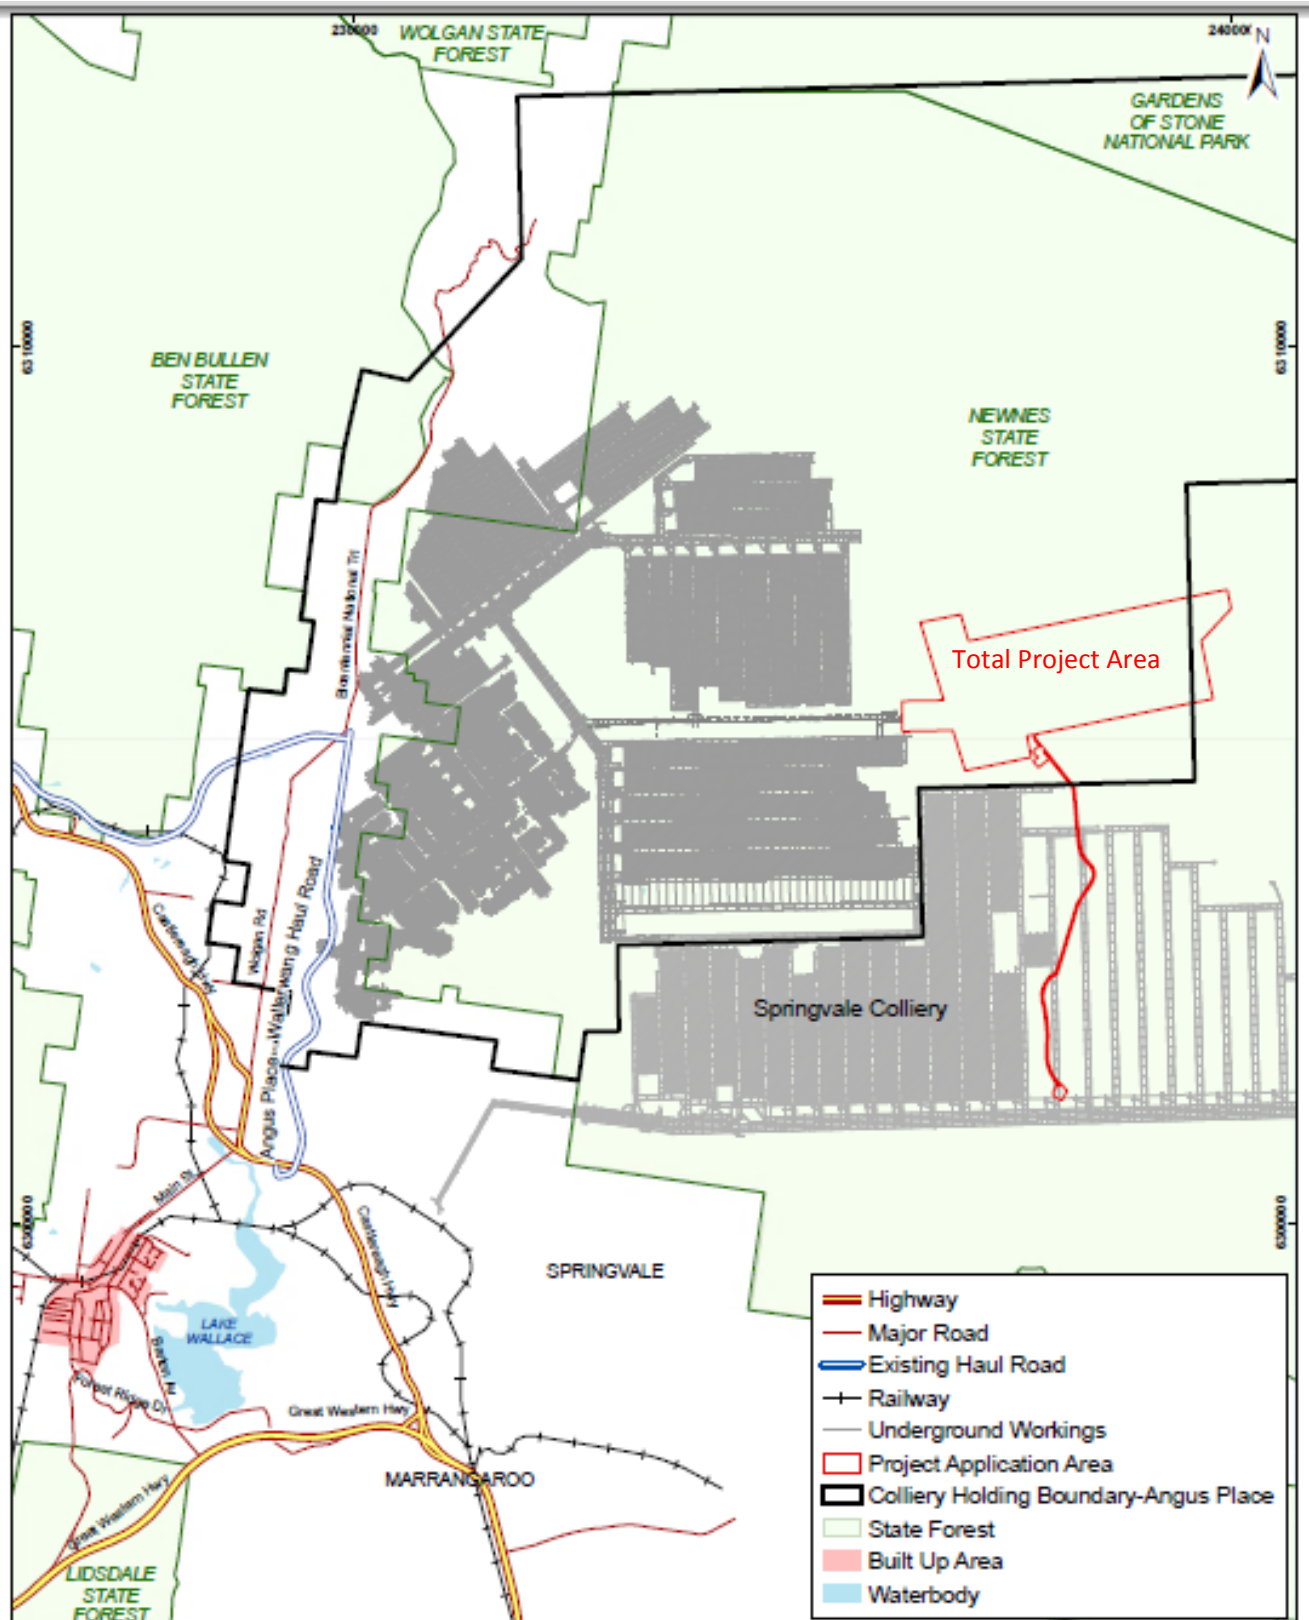 230000
WOLGAN STATE
FOREST
N
GARDENS
OF STONE
NATIONAL PARK
6310000
6310000
BEN BULLEN
STATE
FOREST
NEWNES
STATE
FOREST
Bicentennial National Trl
Total Project Area
Castlereagh Hwy
Wolgan Rd
Angus Place--Wallerwang Haul Road
Springvale Colliery
Main St
6300000
6300000
Castlereagh Hwy
SPRINGVALE
LAKE
WALLACE
Barton Av
Forest Ridge Dr
Great Western Hwy
MARRANGAROO
Great Western Hwy
LIDSDALE
STATE
FOREST
Highway
Major Road
Existing Haul Road
Railway
Underground Workings
Project Application Area
Colliery Holding Boundary-Angus Place
State Forest
Built Up Area
Waterbody